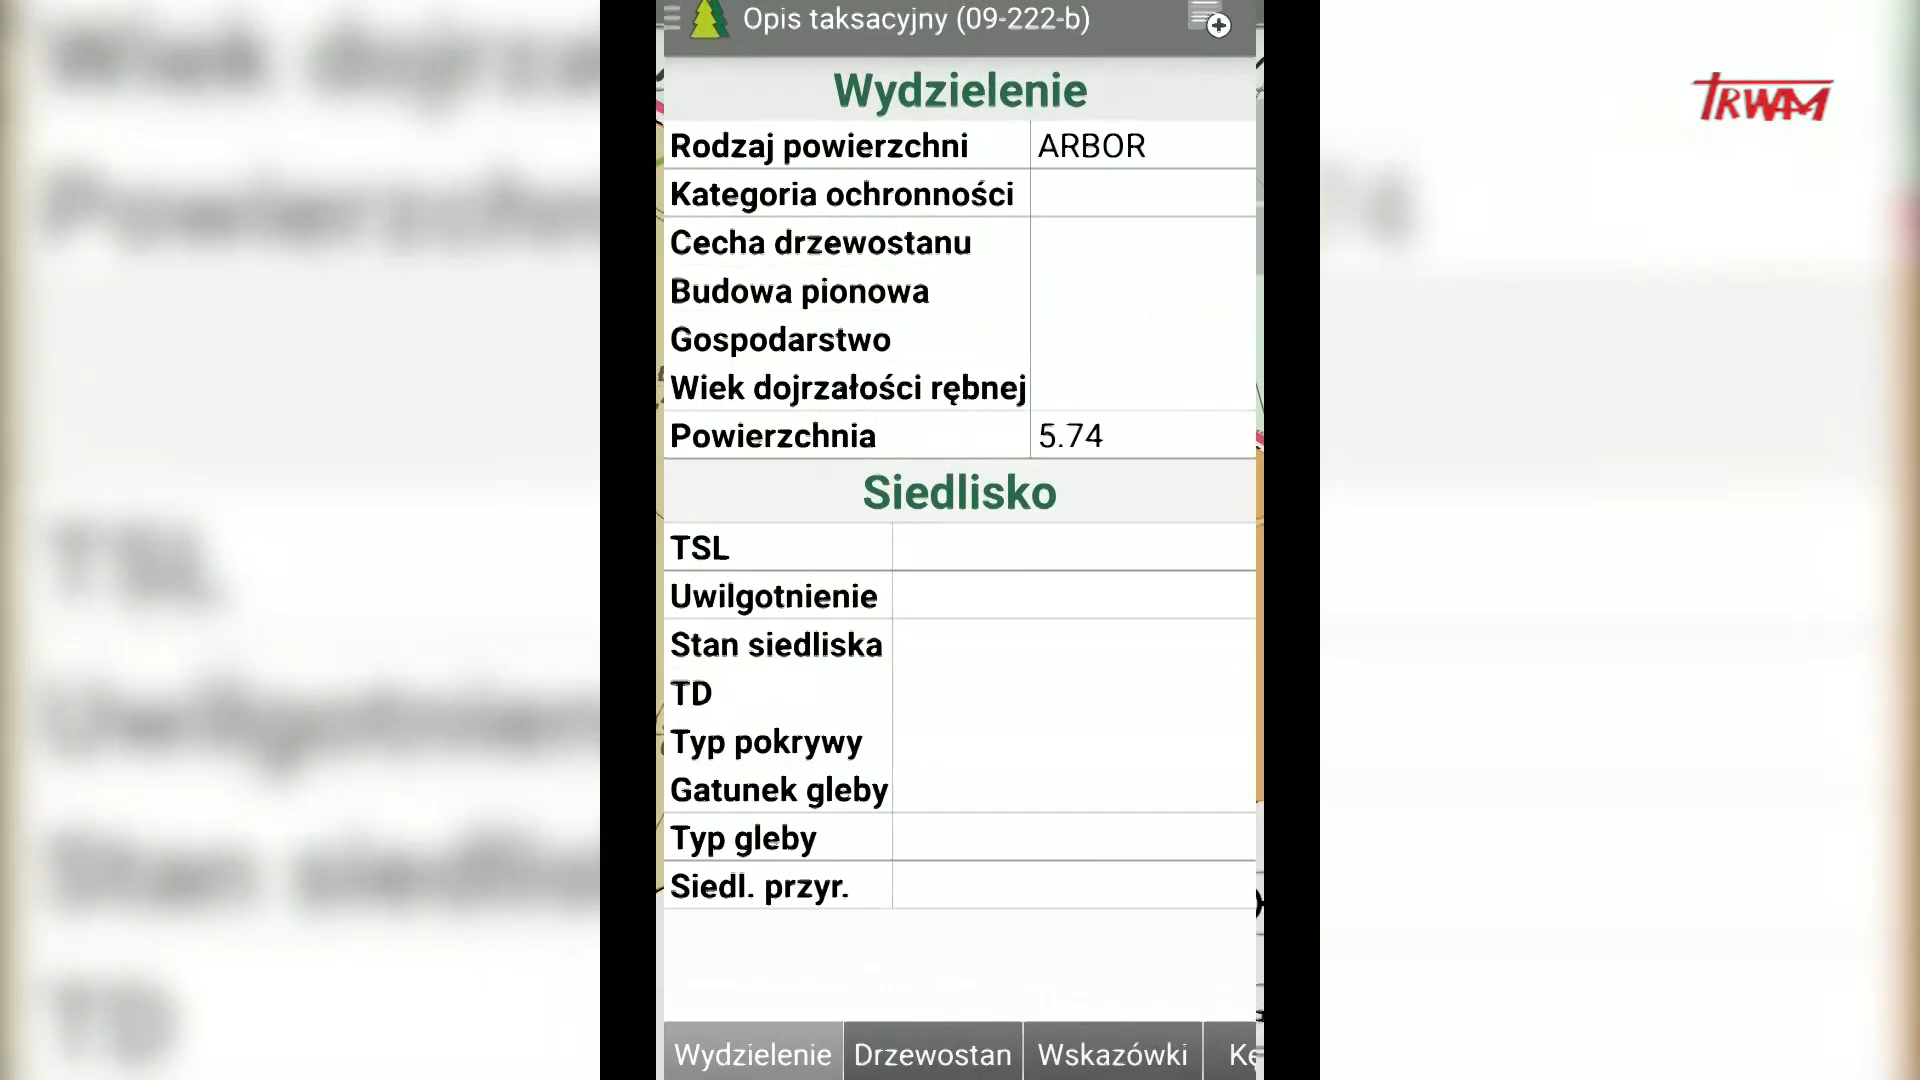 Opis taksacyjny (09-222-b)
TRWAM
Wydzielenie
Rodzaj powierzchni ARBOR
Kategoria ochronności
Cecha drzewostanu
Budowa pionowa
Gospodarstwo
Wiek dojrzałości rębnej
Powierzchnia 5.74
Siedlisko
TSL
Uwilgotnienie
Stan siedliska
TD
Typ pokrywy
Gatunek gleby
Typ gleby
Siedl. przyr.
Wydzielenie Drzewostan Wskazówki